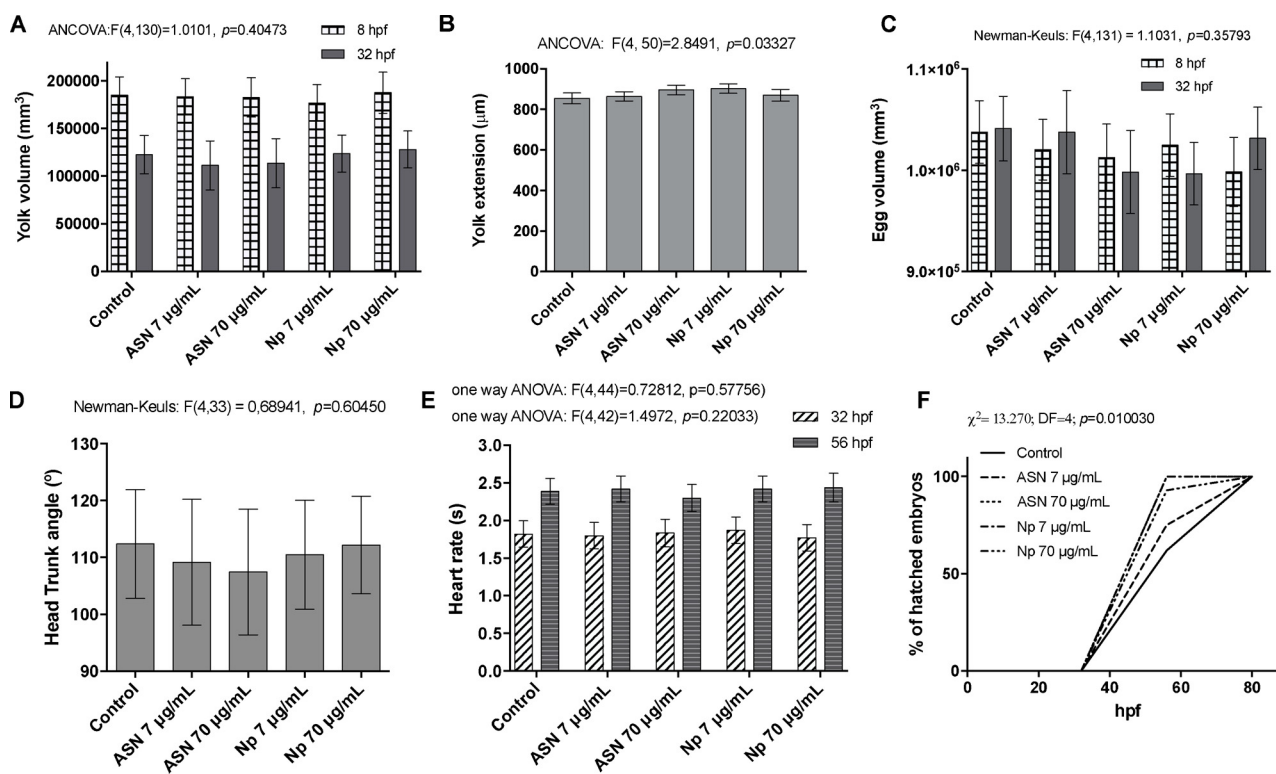 A
ANCOVA:F(4,130)=1.0101, p=0.40473
8 hpf
32 hpf
Yolk volume (mm³)
200000
150000
100000
50000
0
Control
ASN 7 µg/mL
ASN 70 µg/mL
Np 7 µg/mL
Np 70 µg/mL
B
ANCOVA: F(4, 50)=2.8491, p=0.03327
Yolk extension (µm)
1000
800
600
400
200
0
Control
ASN 7 µg/mL
ASN 70 µg/mL
Np 7 µg/mL
Np 70 µg/mL
C
Newman-Keuls: F(4,131) = 1.1031, p=0.35793
8 hpf
32 hpf
Egg volume (mm³)
1.1×10⁶
1.0×10⁶
9.0×10⁵
Control
ASN 7 µg/mL
ASN 70 µg/mL
Np 7 µg/mL
Np 70 µg/mL
D
Newman-Keuls: F(4,33) = 0,68941, p=0.60450
Head Trunk angle (º)
130
120
110
100
90
Control
ASN 7 µg/mL
ASN 70 µg/mL
Np 7 µg/mL
Np 70 µg/mL
E
one way ANOVA: F(4,44)=0.72812, p=0.57756)
one way ANOVA: F(4,42)=1.4972, p=0.22033)
32 hpf
56 hpf
Heart rate (s)
3.0
2.5
2.0
1.5
1.0
0.5
0.0
Control
ASN 7 µg/mL
ASN 70 µg/mL
Np 7 µg/mL
Np 70 µg/mL
F
χ²= 13.270; DF=4; p=0.010030
Control
ASN 7 µg/mL
ASN 70 µg/mL
Np 7 µg/mL
Np 70 µg/mL
% of hatched embryos
100
50
0
0 20 40 60 80
hpf